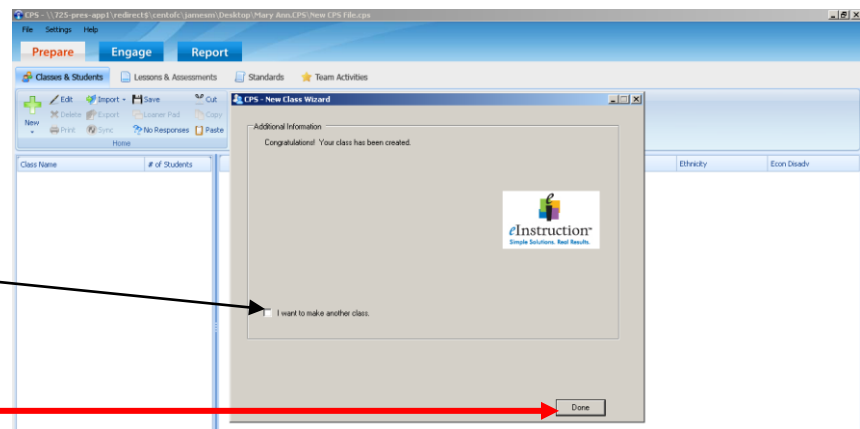 CPS - \\725-pres-app1\redirect$\centofc\jamesm\Desktop\Mary Ann.CPS\New CPS File.cps
File Settings Help
Prepare Engage Report
Classes & Students Lessons & Assessments Standards Team Activities
New Edit Import Save Cut
Delete Export Loaner Pad Copy
Print Sync No Responses Paste
Home
CPS - New Class Wizard
Class Name # of Students Ethnicity Econ Disadv
Additional Information
Congratulations! Your class has been created.
eInstruction™
Simple Solutions. Real Results.
I want to make another class.
Done